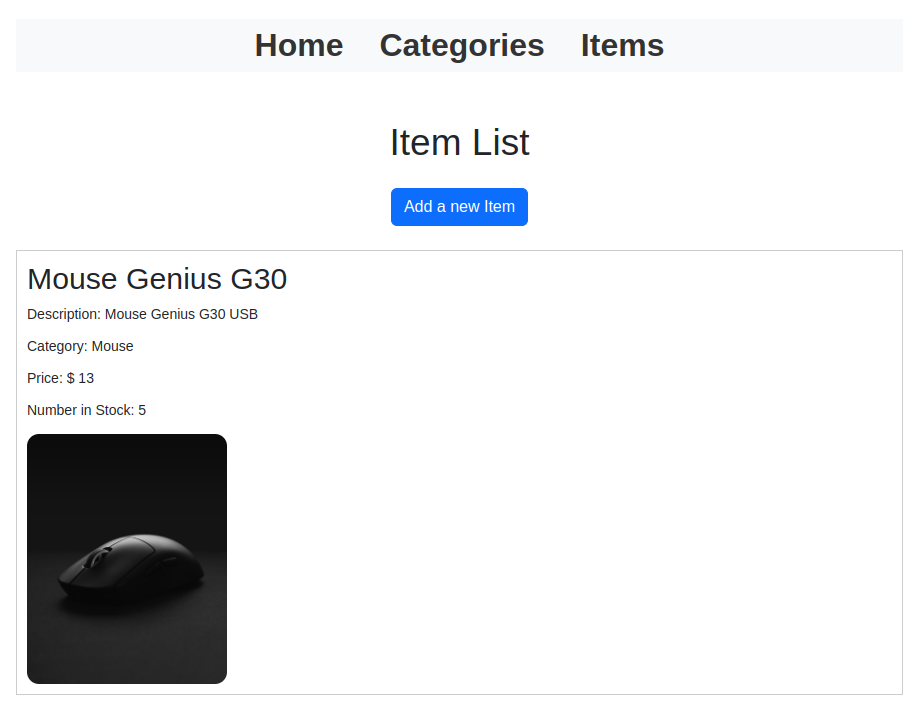 Home Categories Items
Item List
Add a new Item
Mouse Genius G30
Description: Mouse Genius G30 USB
Category: Mouse
Price: $ 13
Number in Stock: 5